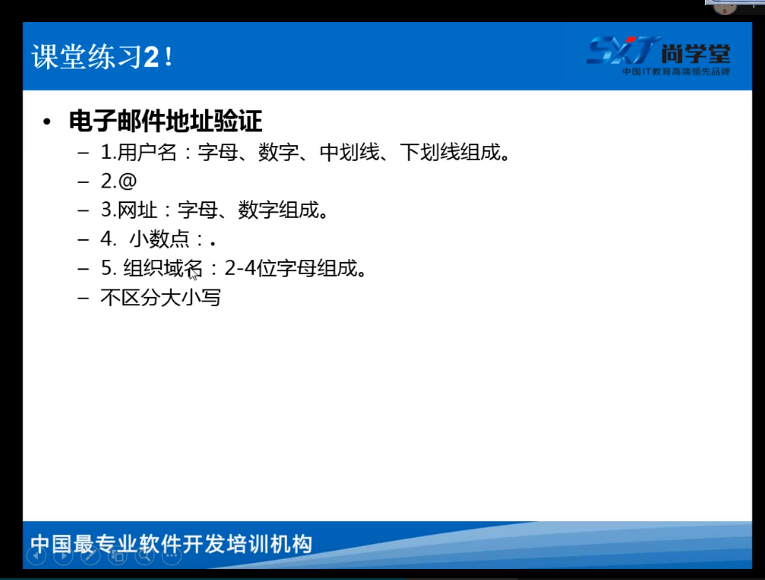 课堂练习2!
SXT尚学堂
中国IT教育高端领先品牌
• 电子邮件地址验证
– 1.用户名：字母、数字、中划线、下划线组成。
– 2.@
– 3.网址：字母、数字组成。
– 4. 小数点：.
– 5. 组织域名：2-4位字母组成。
– 不区分大小写
中国最专业软件开发培训机构